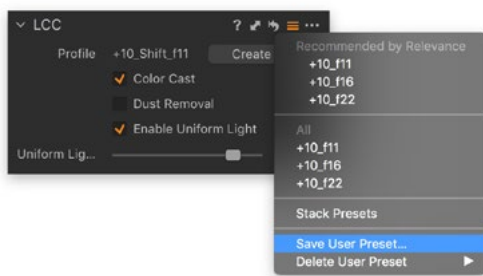 LCC ?
Profile +10_Shift_f11 Create
Color Cast
Dust Removal
Enable Uniform Light
Uniform Lig...
Recommended by Relevance
+10_f11
+10_f16
+10_f22
All
+10_f11
+10_f16
+10_f22
Stack Presets
Save User Preset...
Delete User Preset